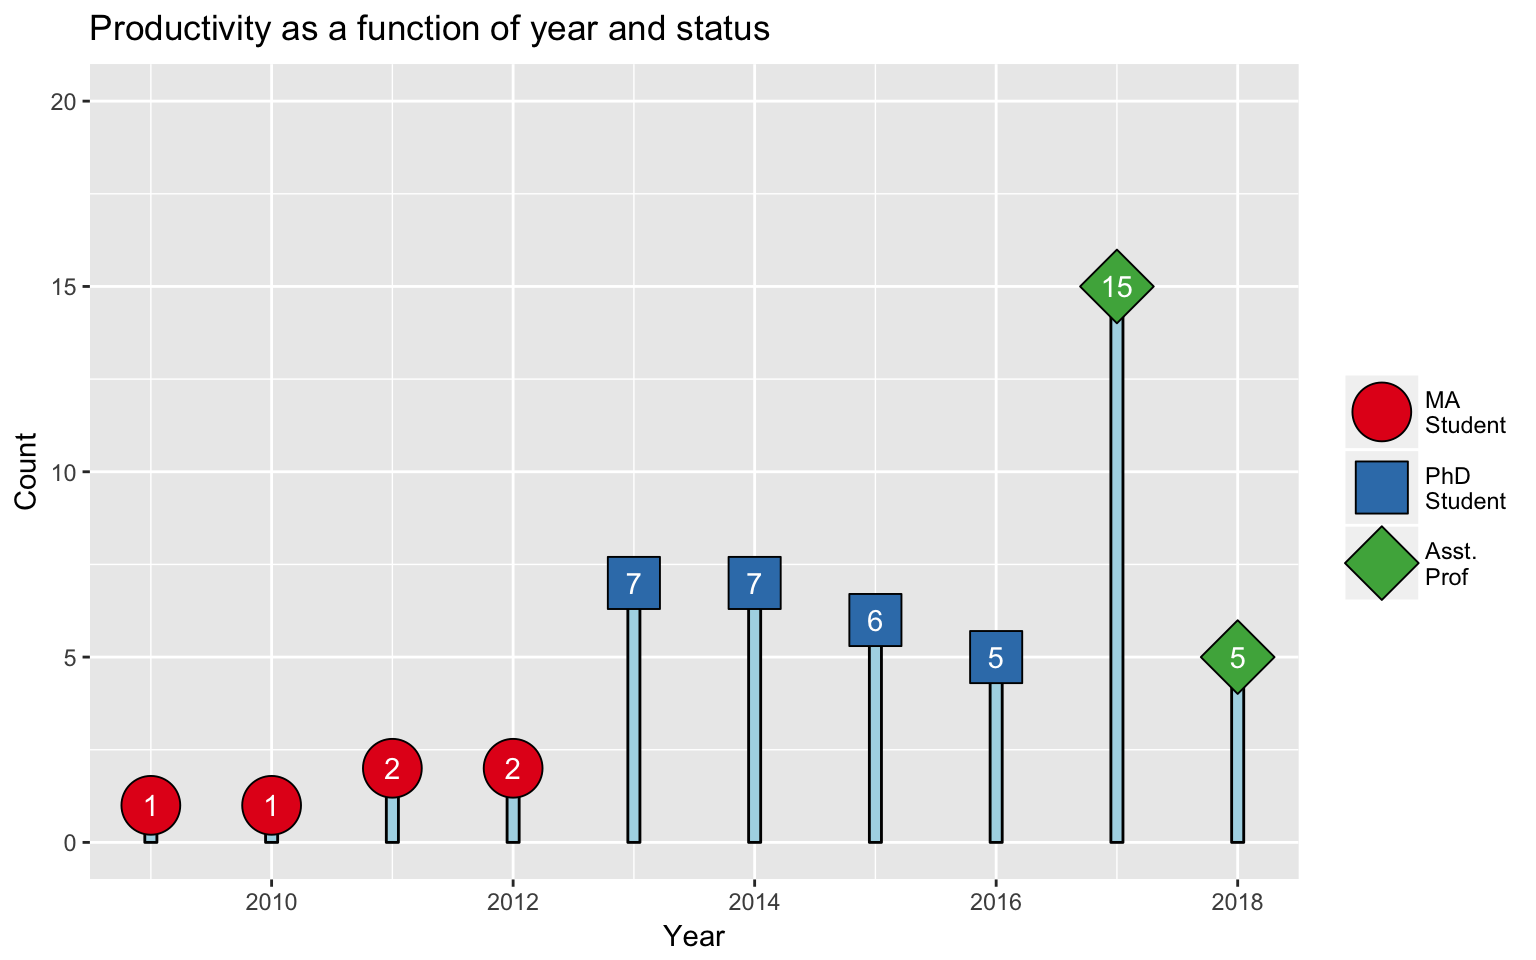 Productivity as a function of year and status
20
15
10
5
0
Count
1
1
2
2
7
7
6
5
15
5
2010
2012
2014
2016
2018
Year
MA
Student
PhD
Student
Asst.
Prof